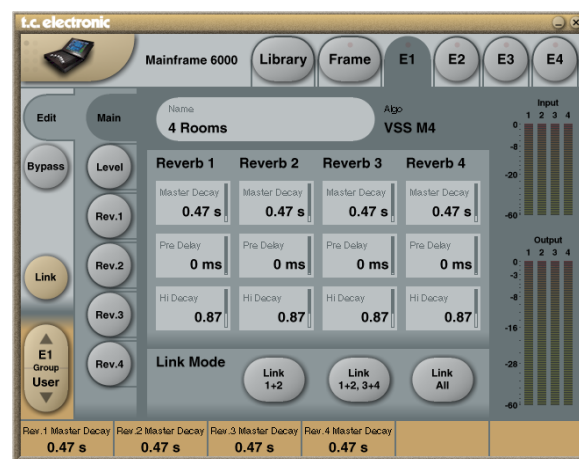 t.c. electronic
Mainframe 6000
Library
Frame
E1
E2
E3
E4
Edit
Main
Name
4 Rooms
Algo
VSS M4
Input
1 2 3 4
0
-8
-20
-60
Bypass
Level
Reverb 1
Reverb 2
Reverb 3
Reverb 4
Master Decay
Master Decay
Master Decay
Master Decay
0.47 s
0.47 s
0.47 s
0.47 s
Rev.1
Pre Delay
Pre Delay
Pre Delay
Pre Delay
0 ms
0 ms
0 ms
0 ms
Output
1 2 3 4
0
-3
-8
-16
-28
-60
Link
Rev.2
Hi Decay
Hi Decay
Hi Decay
Hi Decay
0.87
0.87
0.87
0.87
Rev.3
E1
Group
User
Rev.4
Link Mode
Link
1+2
Link
1+2, 3+4
Link
All
Rev.1 Master Decay
Rev.2 Master Decay
Rev.3 Master Decay
Rev.4 Master Decay
0.47 s
0.47 s
0.47 s
0.47 s